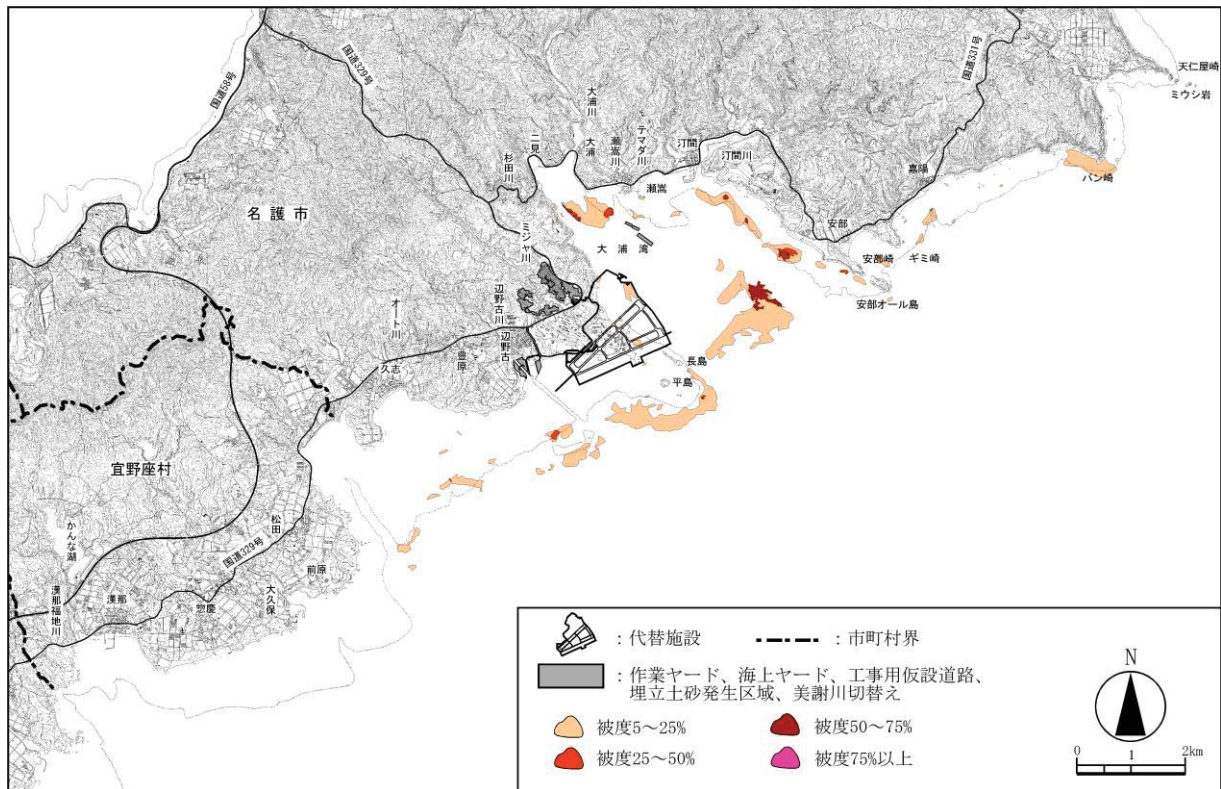 国道58号
国道329号
国道331号
天仁屋崎
ミウシ岩
バン崎
嘉陽
大浦川
二見
杉田川
大浦
瀬嵩川
テマダ川
汀間
汀間川
瀬嵩
安部
安部崎
ギミ崎
安部オール島
名護市
大浦湾
ミジャ川
辺野古川
辺野古
オート川
久志
豊原
長島
平島
宜野座村
かんな湖
松田
国道329号
前原
大久保
惣慶
漢那
漢那福地川
：代替施設
：市町村界
：作業ヤード、海上ヤード、工事用仮設道路、
埋立土砂発生区域、美謝川切替え
被度5～25%
被度50～75%
被度25～50%
被度75%以上
N
0 1 2km